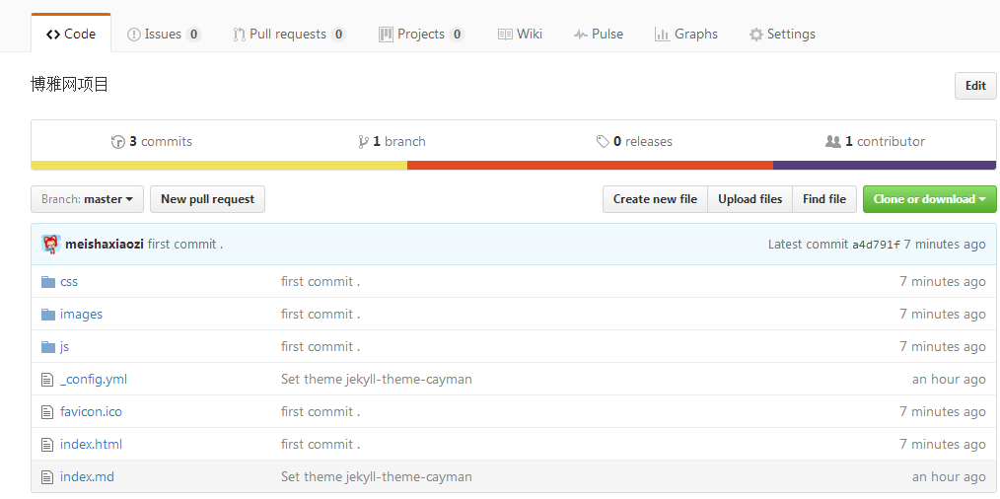 Code Issues 0 Pull requests 0 Projects 0 Wiki Pulse Graphs Settings
博雅网项目 Edit
3 commits 1 branch 0 releases 1 contributor
Branch: master New pull request Create new file Upload files Find file Clone or download
meishaxiaozi first commit . Latest commit a4d791f 7 minutes ago
css first commit . 7 minutes ago
images first commit . 7 minutes ago
js first commit . 7 minutes ago
_config.yml Set theme jekyll-theme-cayman an hour ago
favicon.ico first commit . 7 minutes ago
index.html first commit . 7 minutes ago
index.md Set theme jekyll-theme-cayman an hour ago